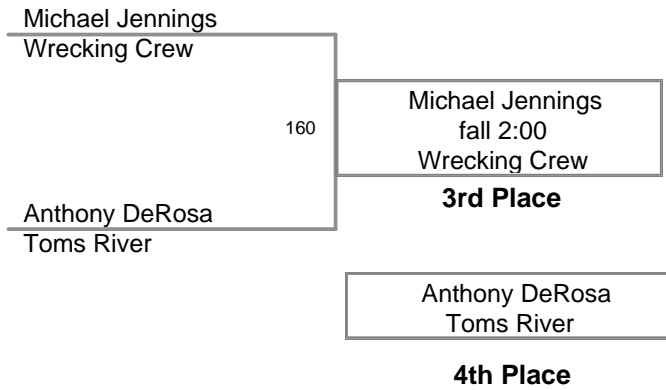 Michael Jennings
Wrecking Crew
160
Michael Jennings
fall 2:00
Wrecking Crew
3rd Place
Anthony DeRosa
Toms River
Anthony DeRosa
Toms River
4th Place